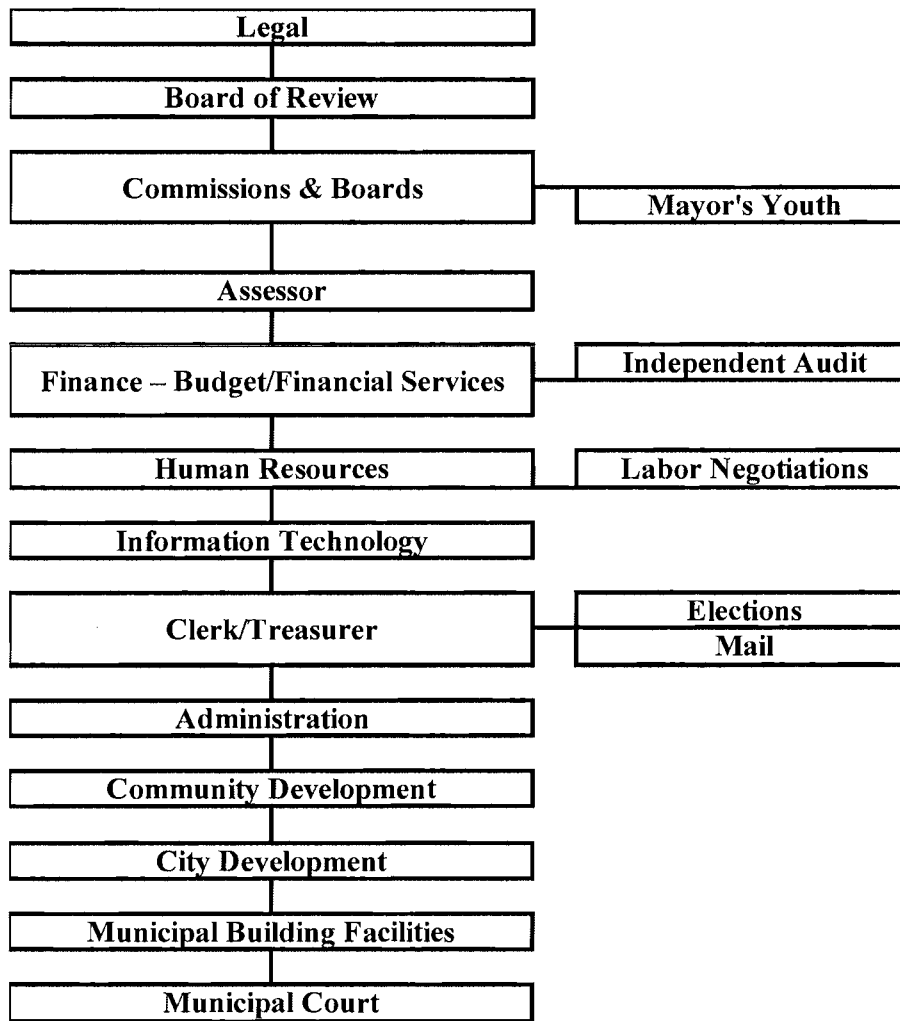 Legal
Board of Review
Commissions & Boards
Mayor's Youth
Assessor
Finance – Budget/Financial Services
Independent Audit
Human Resources
Labor Negotiations
Information Technology
Clerk/Treasurer
Elections
Mail
Administration
Community Development
City Development
Municipal Building Facilities
Municipal Court